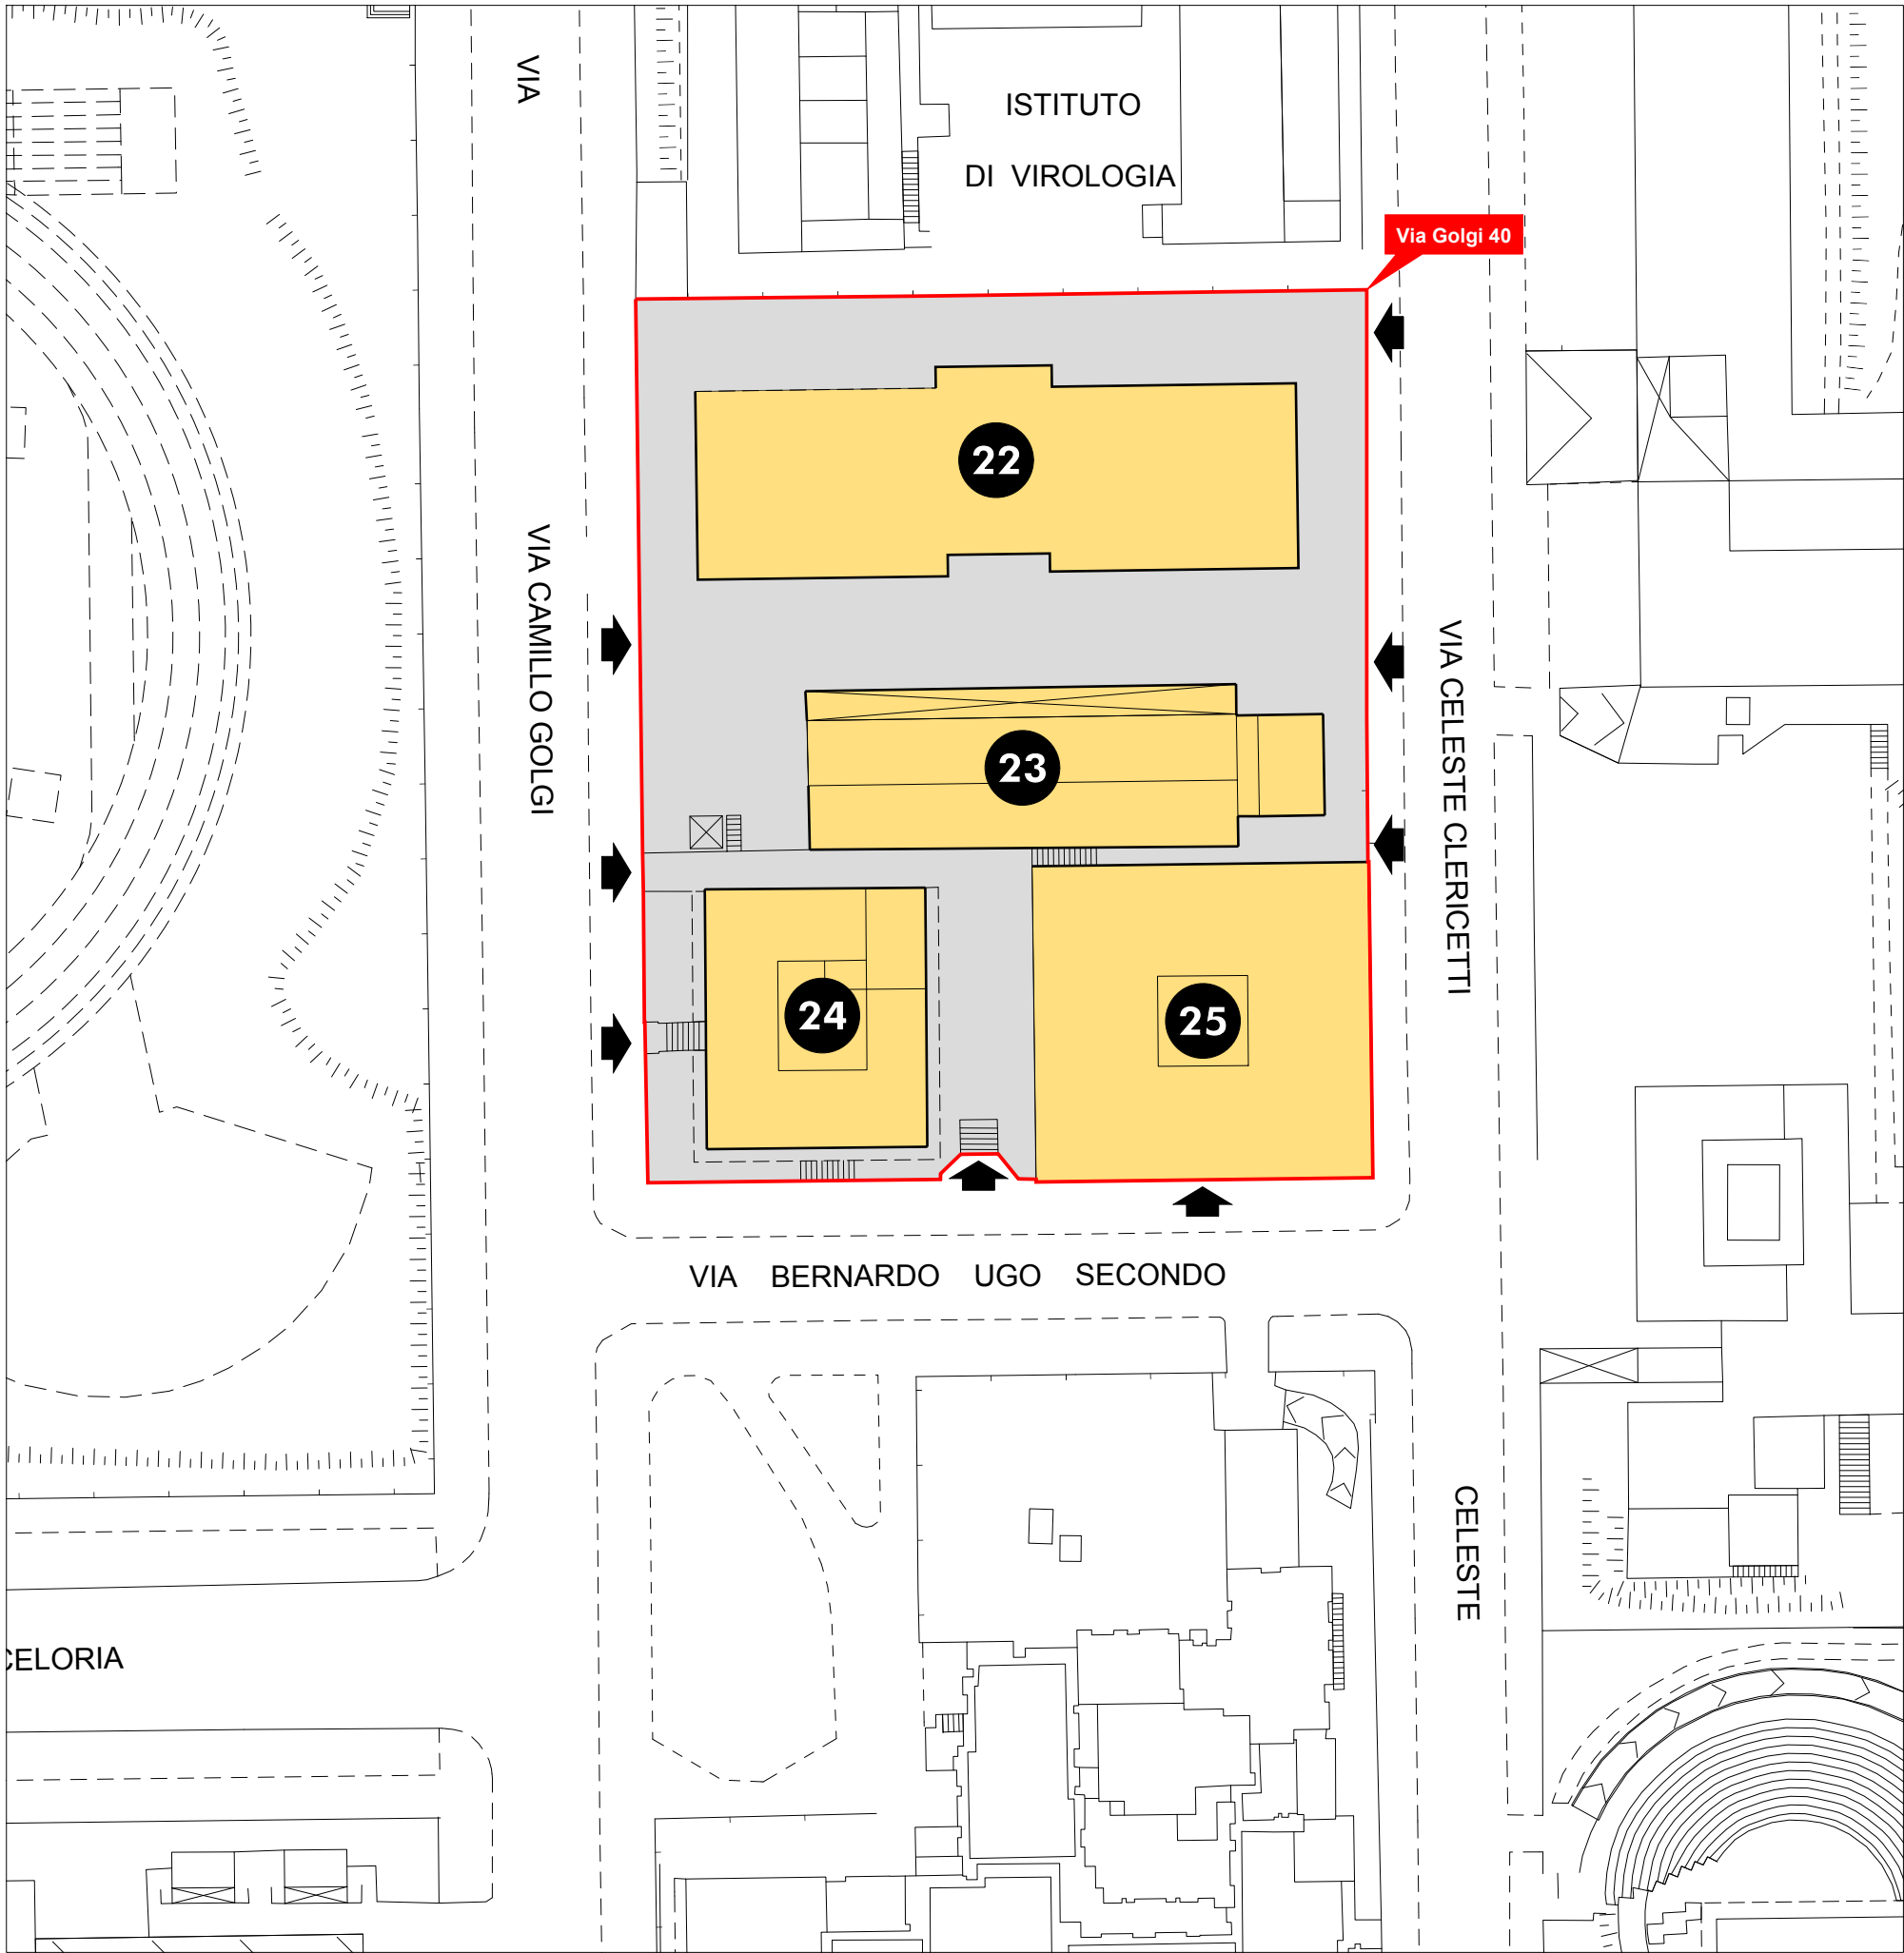 VIA
ISTITUTO
DI VIROLOGIA
Via Golgi 40
22
VIA CAMILLO GOLGI
VIA CELESTE CLERICETTI
23
24
25
VIA BERNARDO UGO SECONDO
CELESTE
CELORIA